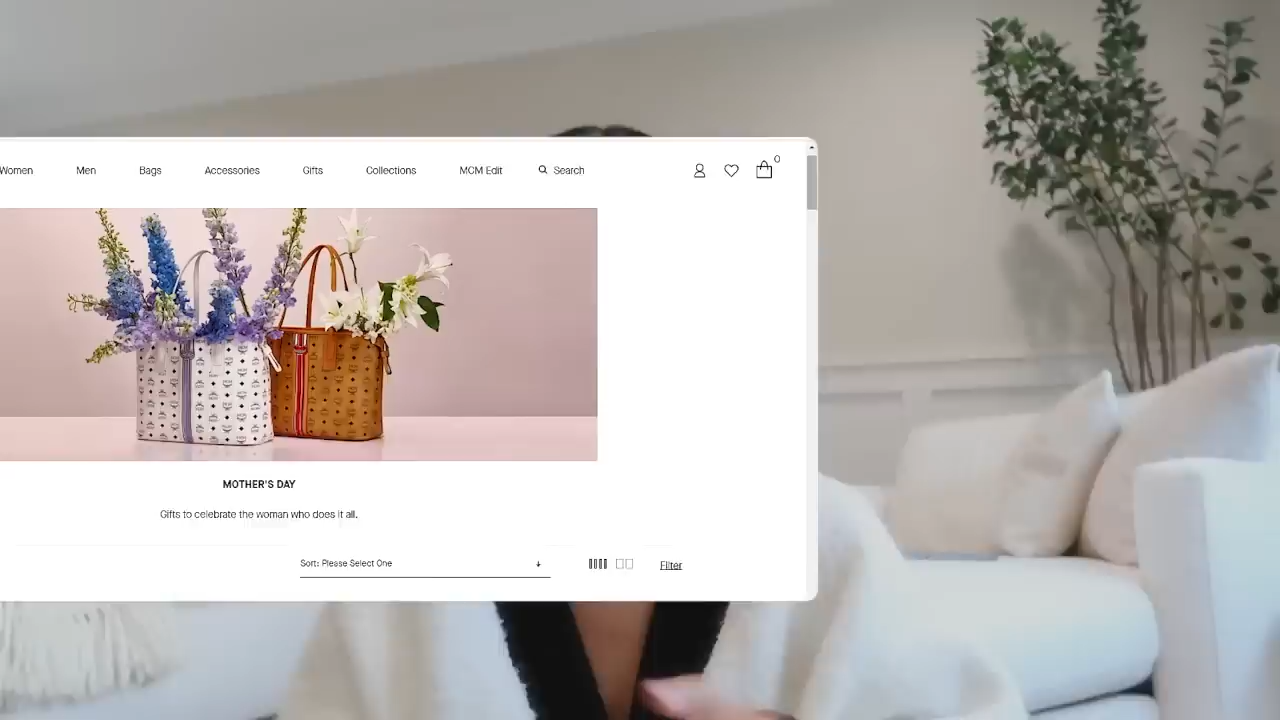 Women Men Bags Accessories Gifts Collections MCM Edit Search 0
MOTHER'S DAY
Gifts to celebrate the woman who does it all.
Sort: Please Select One Filter